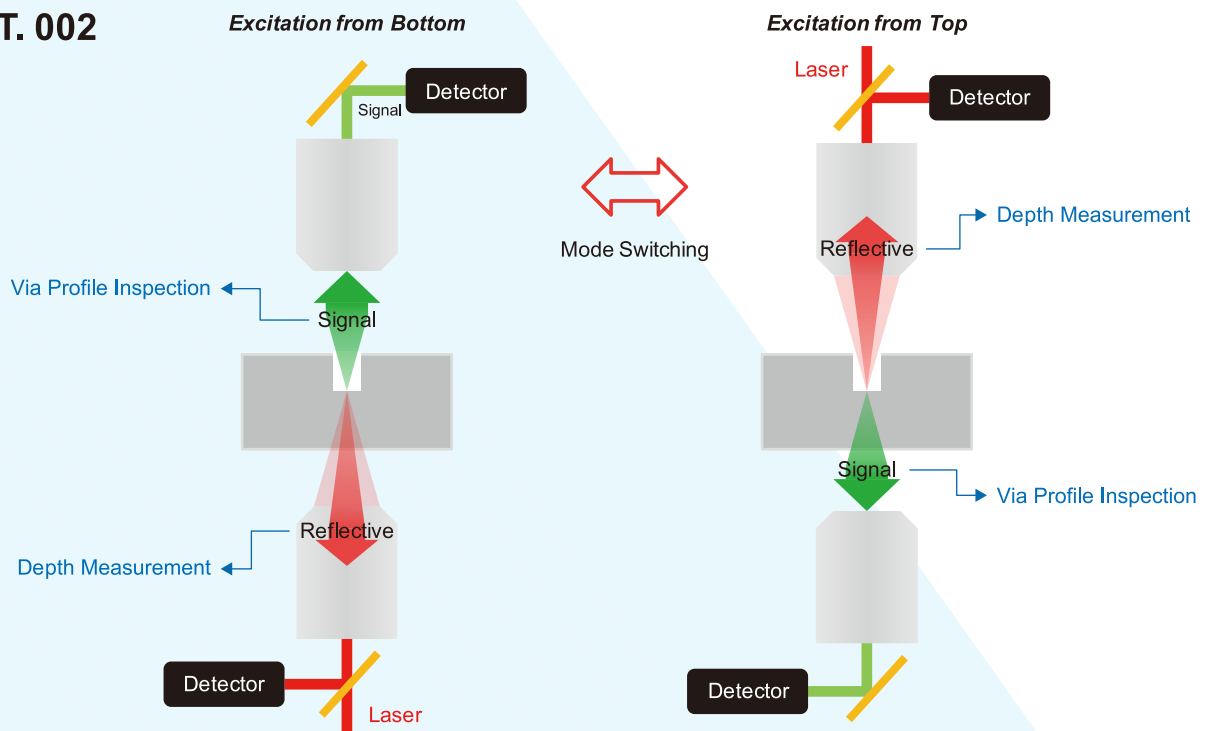 T. 002
Excitation from Bottom
Detector
Signal
Via Profile Inspection
Signal
Reflective
Depth Measurement
Detector
Laser
Mode Switching
Excitation from Top
Laser
Detector
Reflective
Depth Measurement
Signal
Via Profile Inspection
Detector